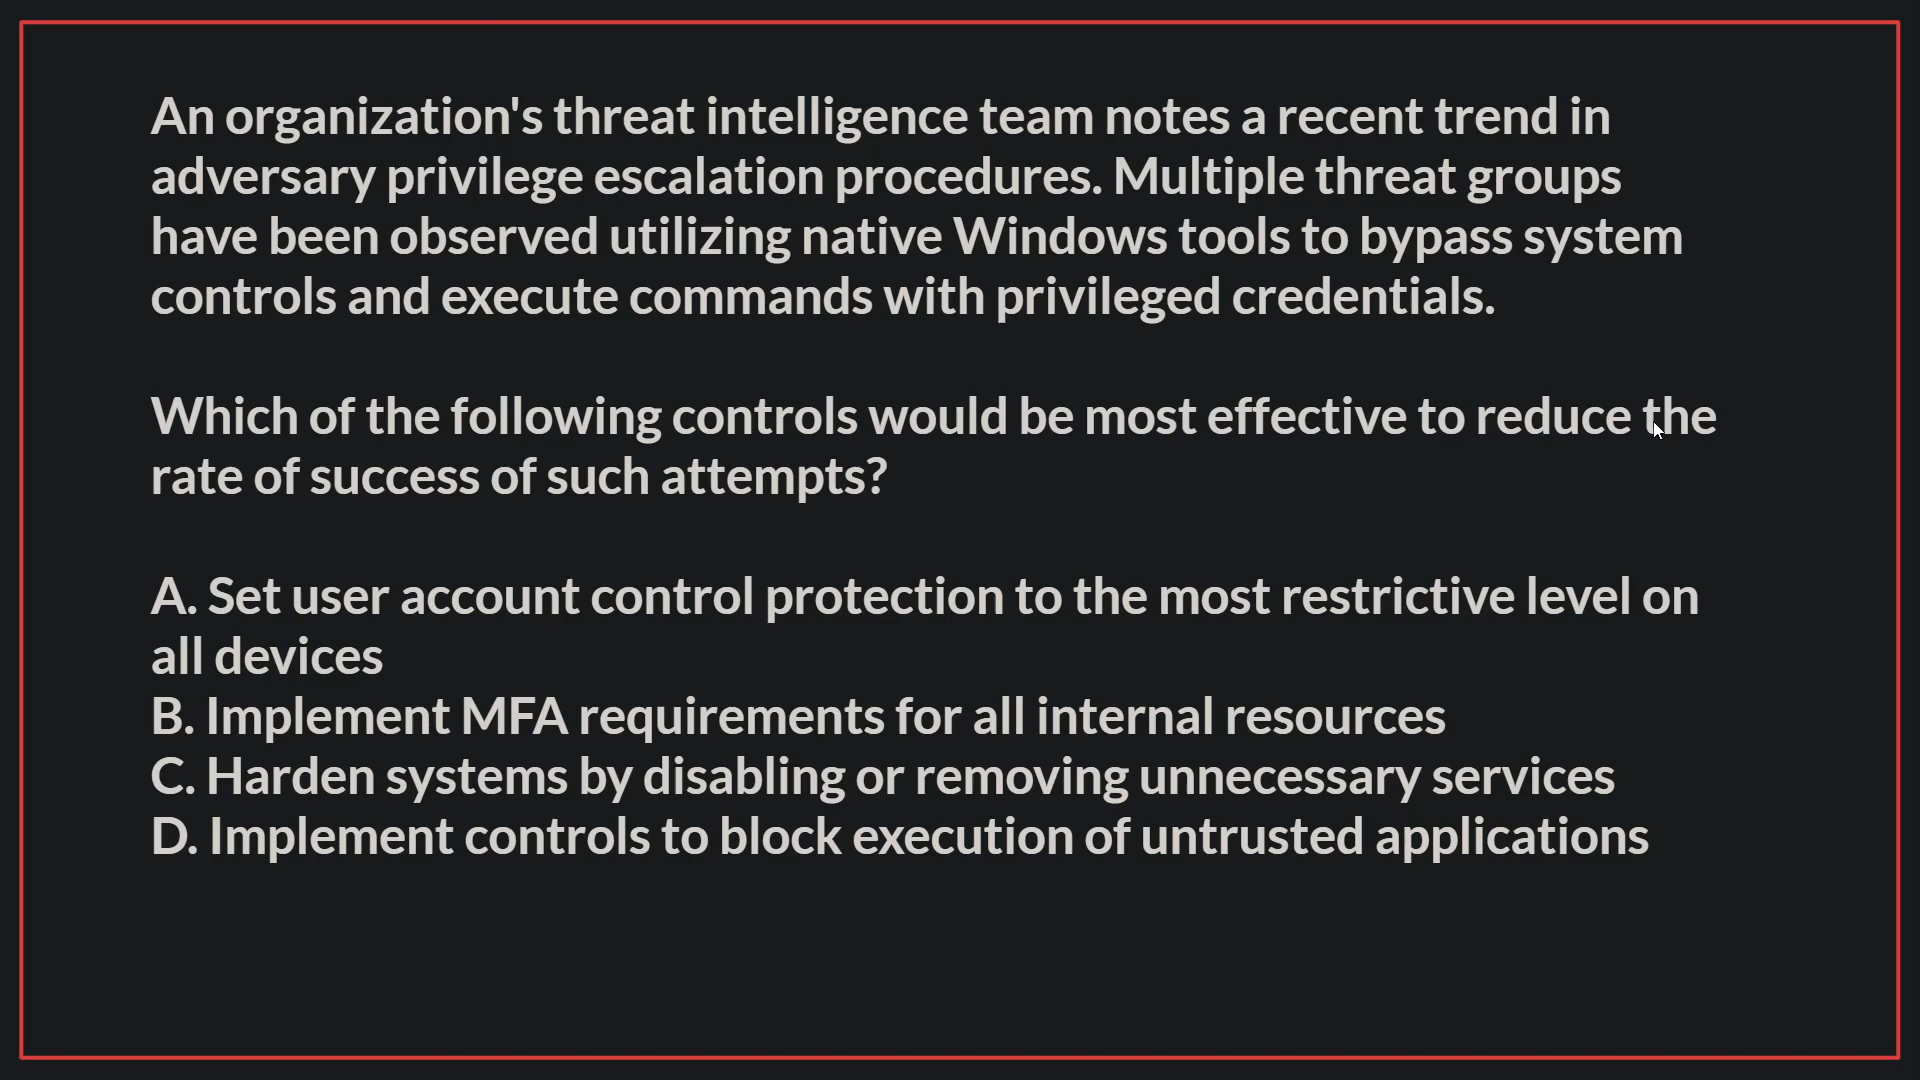 An organization's threat intelligence team notes a recent trend in
adversary privilege escalation procedures. Multiple threat groups
have been observed utilizing native Windows tools to bypass system
controls and execute commands with privileged credentials.
Which of the following controls would be most effective to reduce the
rate of success of such attempts?
A. Set user account control protection to the most restrictive level on
all devices
B. Implement MFA requirements for all internal resources
C. Harden systems by disabling or removing unnecessary services
D. Implement controls to block execution of untrusted applications